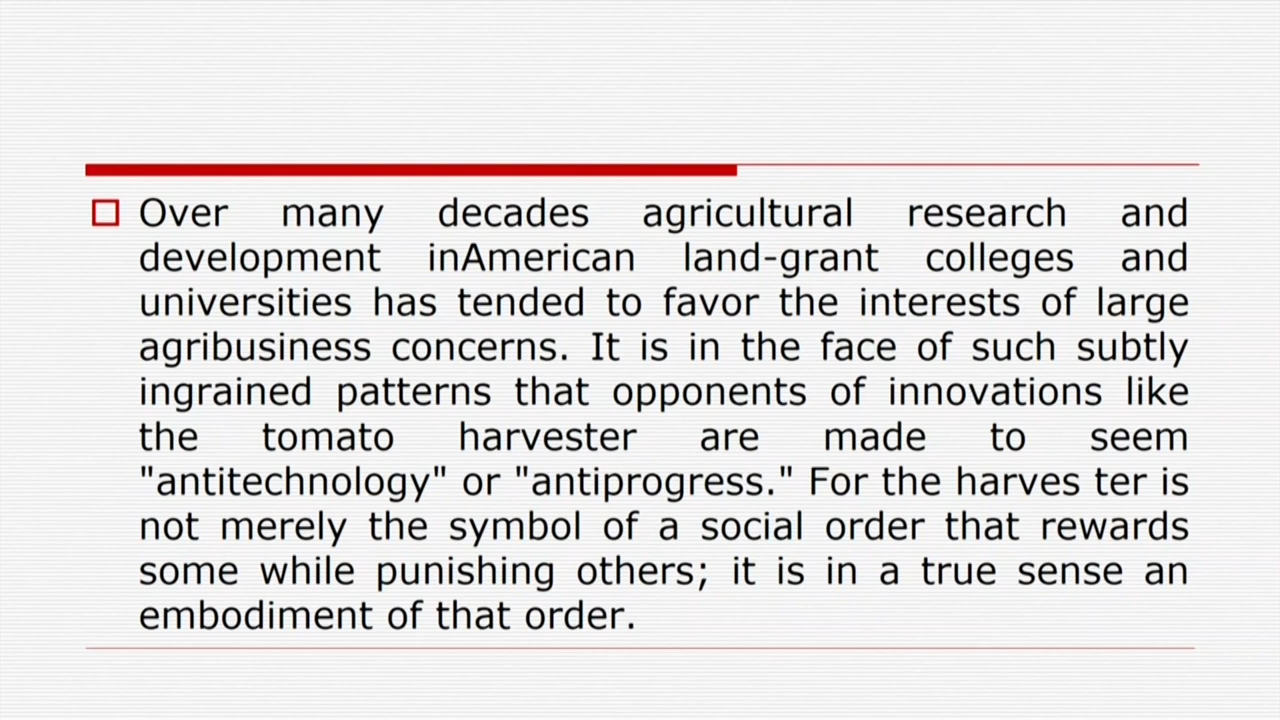 Over many decades agricultural research and
development inAmerican land-grant colleges and
universities has tended to favor the interests of large
agribusiness concerns. It is in the face of such subtly
ingrained patterns that opponents of innovations like
the tomato harvester are made to seem
"antitechnology" or "antiprogress." For the harves ter is
not merely the symbol of a social order that rewards
some while punishing others; it is in a true sense an
embodiment of that order.